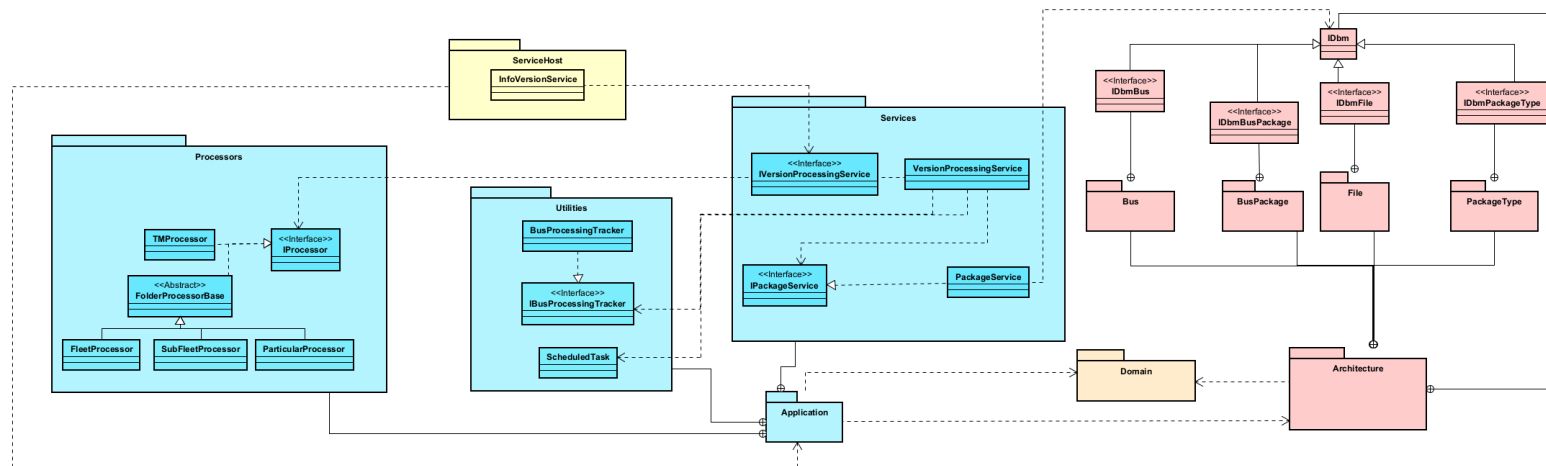 IDbm
ServiceHost
InfoVersionService
<<Interface>>
IDbmBus
<<Interface>>
IDbmBusPackage
<<Interface>>
IDbmFile
<<Interface>>
IDbmPackageType
Services
Processors
<<Interface>>
IVersionProcessingService
VersionProcessingService
Bus
BusPackage
File
PackageType
Utilities
BusProcessingTracker
TMProcessor
<<Interface>>
IProcessor
<<Abstract>>
FolderProcessorBase
<<Interface>>
IBusProcessingTracker
<<Interface>>
IPackageService
PackageService
FleetProcessor
SubFleetProcessor
ParticularProcessor
ScheduledTask
Domain
Architecture
Application